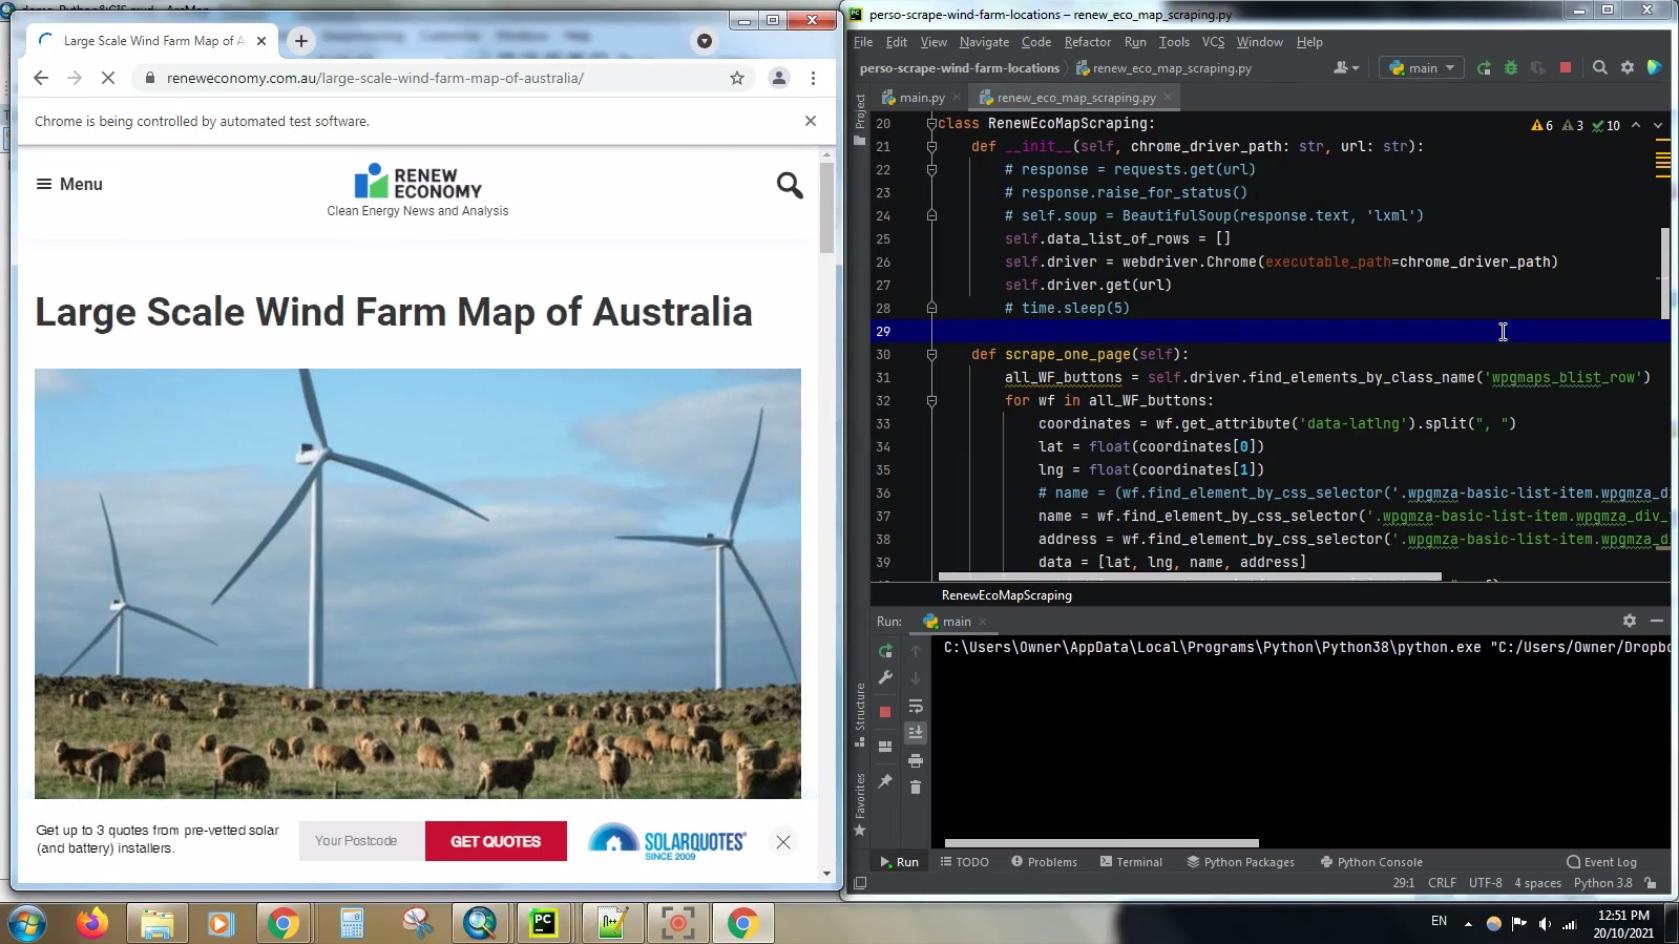 Large Scale Wind Farm Map of A
reneweconomy.com.au/large-scale-wind-farm-map-of-australia/
Chrome is being controlled by automated test software.
Menu
RENEW
ECONOMY
Clean Energy News and Analysis
Large Scale Wind Farm Map of Australia
Get up to 3 quotes from pre-vetted solar
(and battery) installers.
Your Postcode
GET QUOTES
SOLARQUOTES
SINCE 2009
perso-scrape-wind-farm-locations – renew_eco_map_scraping.py
File Edit View Navigate Code Refactor Run Tools VCS Window Help
perso-scrape-wind-farm-locations renew_eco_map_scraping.py main
main.py renew_eco_map_scraping.py
Project
6 3 10
20 class RenewEcoMapScraping:
21 def __init__(self, chrome_driver_path: str, url: str):
22 # response = requests.get(url)
23 # response.raise_for_status()
24 # self.soup = BeautifulSoup(response.text, 'lxml')
25 self.data_list_of_rows = []
26 self.driver = webdriver.Chrome(executable_path=chrome_driver_path)
27 self.driver.get(url)
28 # time.sleep(5)
29
30 def scrape_one_page(self):
31 all_WF_buttons = self.driver.find_elements_by_class_name('wpgmaps_blist_row')
32 for wf in all_WF_buttons:
33 coordinates = wf.get_attribute('data-latlng').split(", ")
34 lat = float(coordinates[0])
35 lng = float(coordinates[1])
36 # name = (wf.find_element_by_css_selector('.wpgmza-basic-list-item.wpgmza_d
37 name = wf.find_element_by_css_selector('.wpgmza-basic-list-item.wpgmza_div_
38 address = wf.find_element_by_css_selector('.wpgmza-basic-list-item.wpgmza_d
39 data = [lat, lng, name, address]
RenewEcoMapScraping
Run: main
C:\Users\Owner\AppData\Local\Programs\Python\Python38\python.exe "C:/Users/Owner/Dropbo
Structure
Favorites
Run TODO Problems Terminal Python Packages Python Console Event Log
29:1 CRLF UTF-8 4 spaces Python 3.8
EN
12:51 PM
20/10/2021